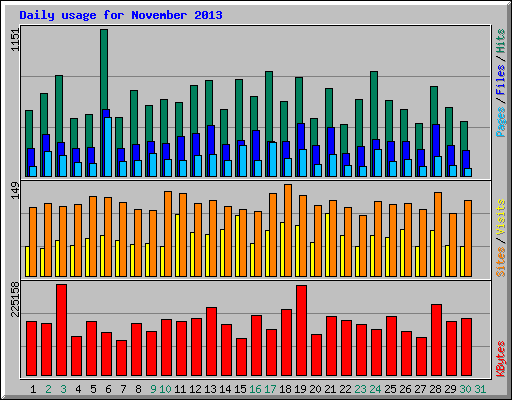 Daily usage for November 2013
1151
Pages / Files / Hits
149
Sites / Visits
225158
KBytes
1 2 3 4 5 6 7 8 9 10 11 12 13 14 15 16 17 18 19 20 21 22 23 24 25 26 27 28 29 30 31